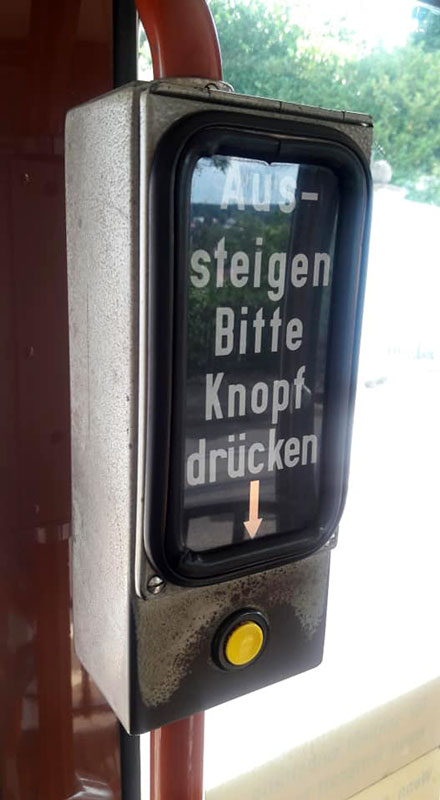 Aus-
steigen
Bitte
Knopf
drücken